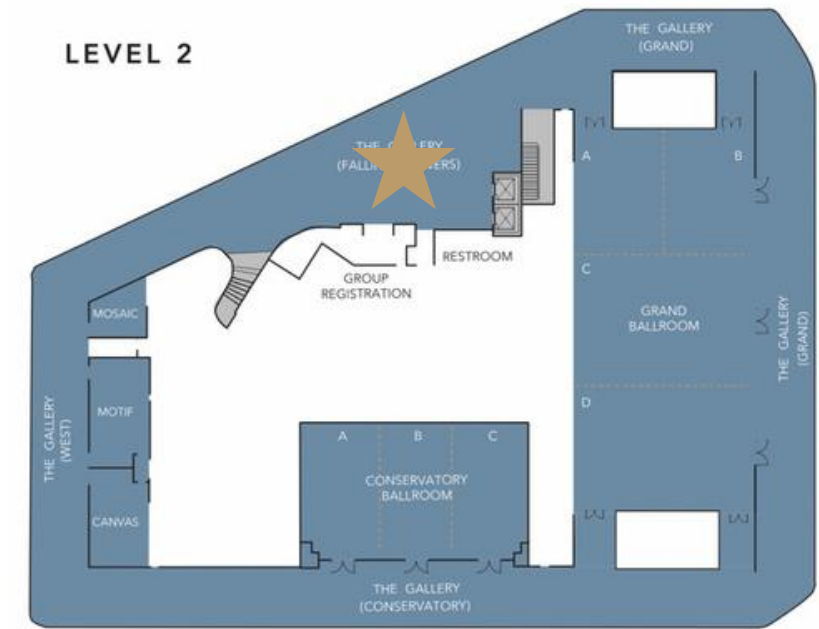 LEVEL 2
THE GALLERY
(GRAND)
THE
(
A
B
C
GRAND
BALLROOM
D
THE GALLERY
(GRAND)
RESTROOM
GROUP
REGISTRATION
MOSAIC
MOTIF
CANVAS
THE GALLERY
(WEST)
A
B
C
CONSERVATORY
BALLROOM
THE GALLERY
(CONSERVATORY)